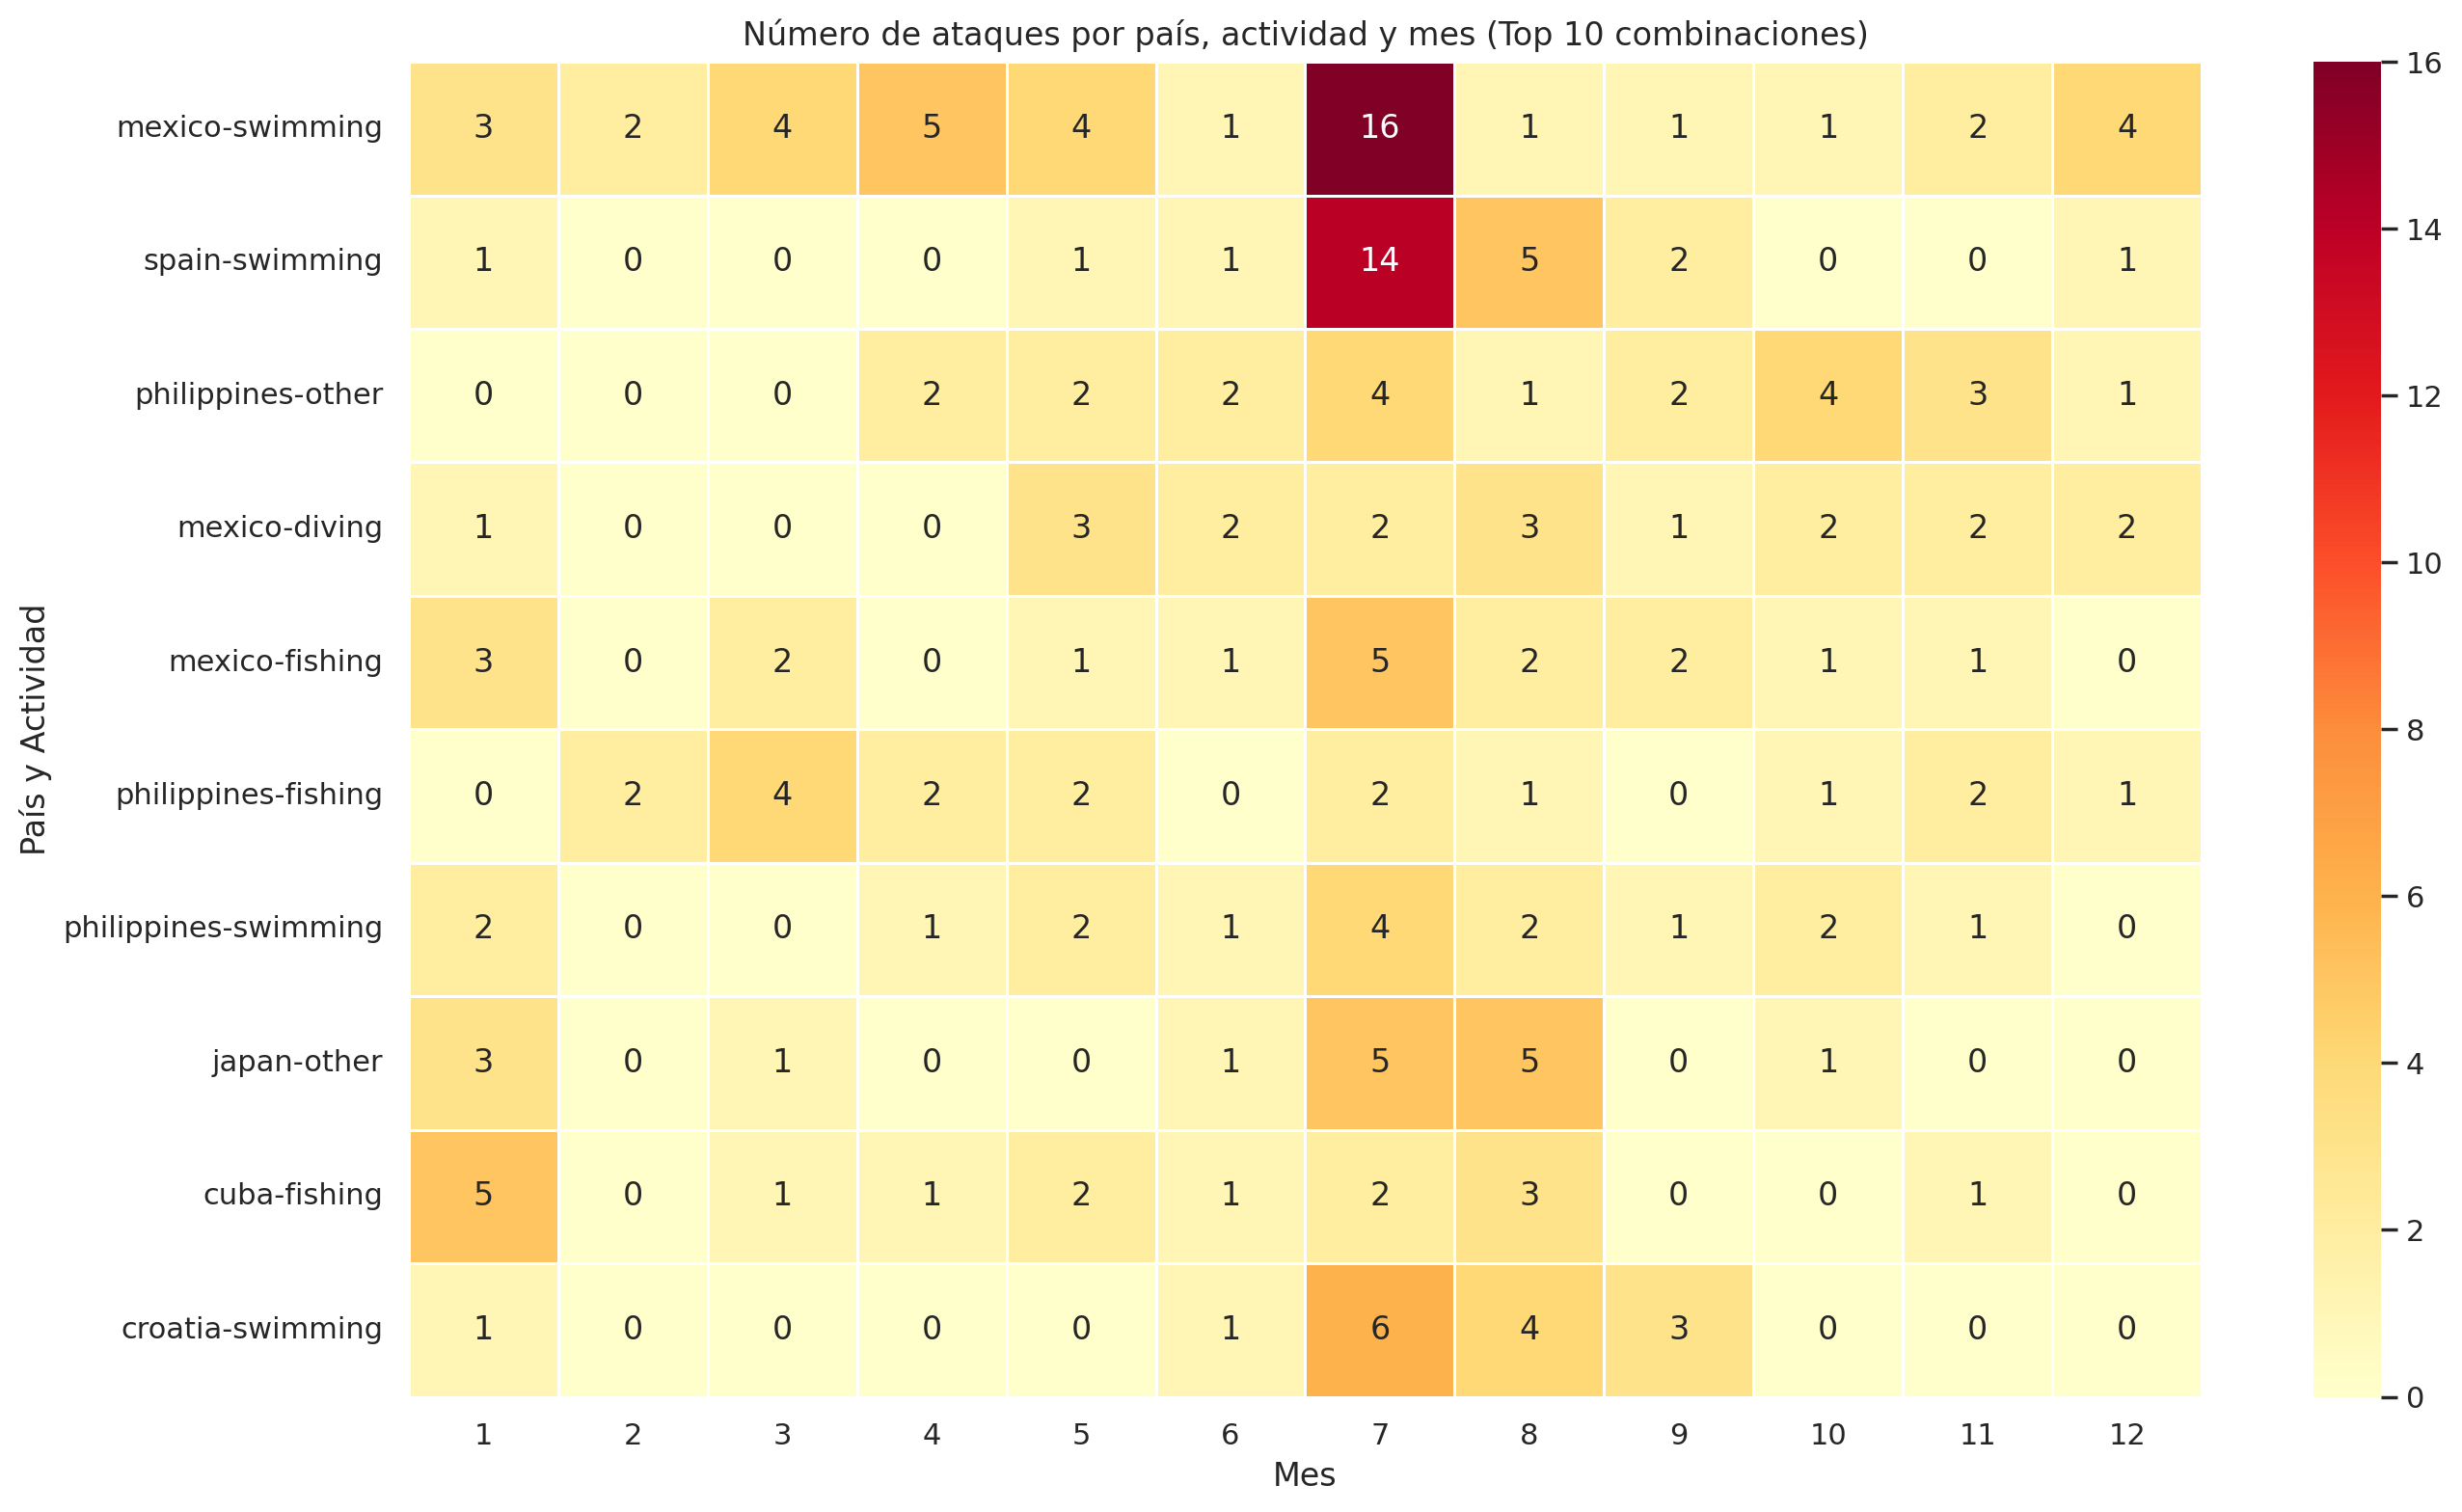 Número de ataques por país, actividad y mes (Top 10 combinaciones)
País y Actividad
mexico-swimming 3 2 4 5 4 1 16 1 1 1 2 4
spain-swimming 1 0 0 0 1 1 14 5 2 0 0 1
philippines-other 0 0 0 2 2 2 4 1 2 4 3 1
mexico-diving 1 0 0 0 3 2 2 3 1 2 2 2
mexico-fishing 3 0 2 0 1 1 5 2 2 1 1 0
philippines-fishing 0 2 4 2 2 0 2 1 0 1 2 1
philippines-swimming 2 0 0 1 2 1 4 2 1 2 1 0
japan-other 3 0 1 0 0 1 5 5 0 1 0 0
cuba-fishing 5 0 1 1 2 1 2 3 0 0 1 0
croatia-swimming 1 0 0 0 0 1 6 4 3 0 0 0
1 2 3 4 5 6 7 8 9 10 11 12
Mes
16
14
12
10
8
6
4
2
0